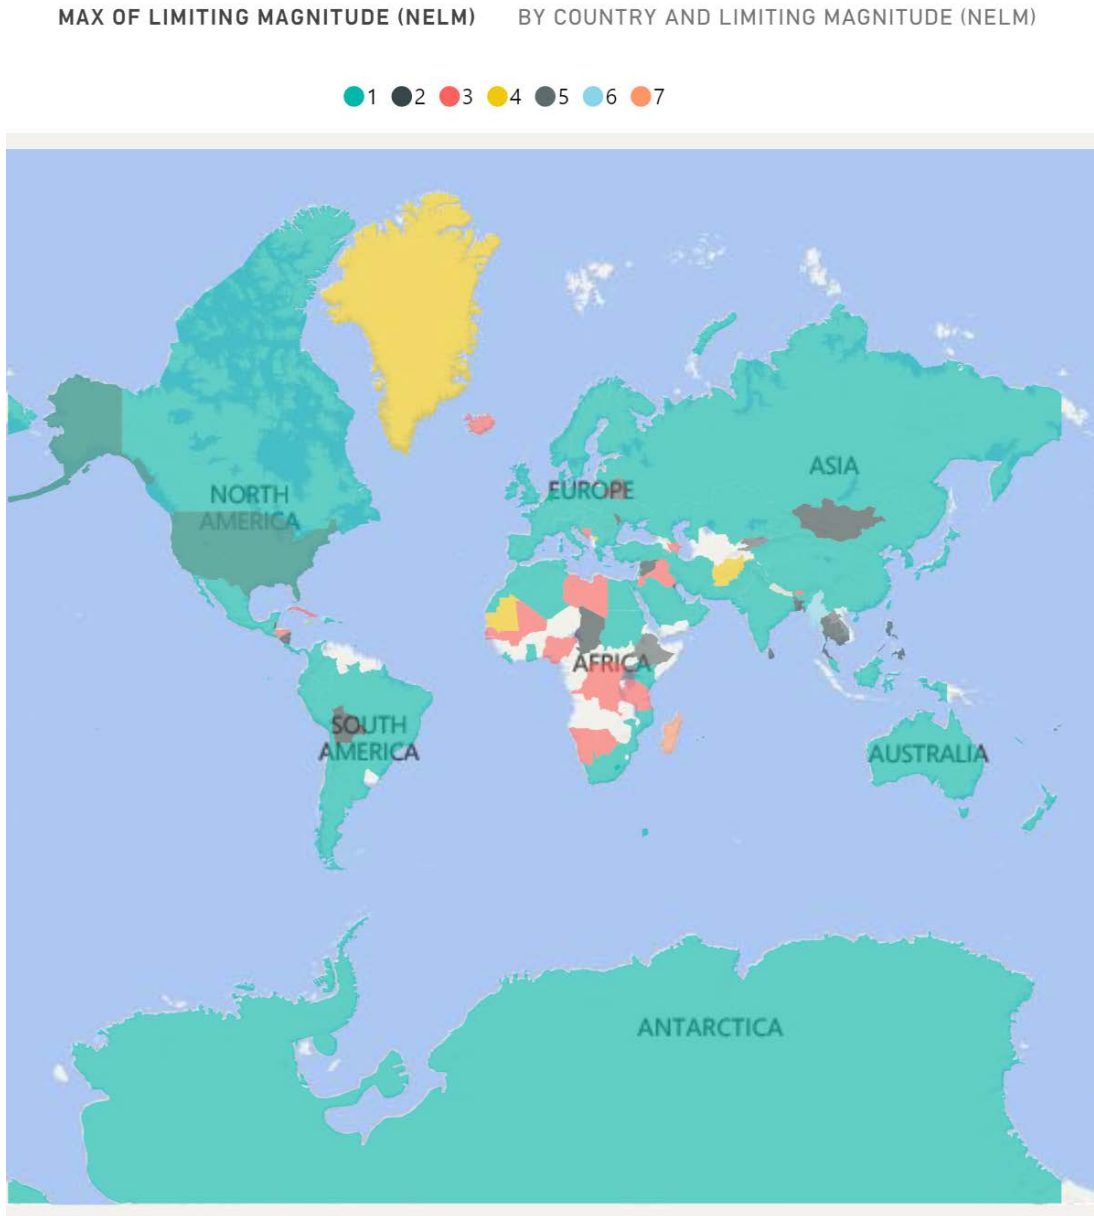 MAX OF LIMITING MAGNITUDE (NELM) BY COUNTRY AND LIMITING MAGNITUDE (NELM)
1 2 3 4 5 6 7
ASIA
EUROPE
NORTH
AMERICA
AFRICA
SOUTH
AMERICA
AUSTRALIA
ANTARCTICA